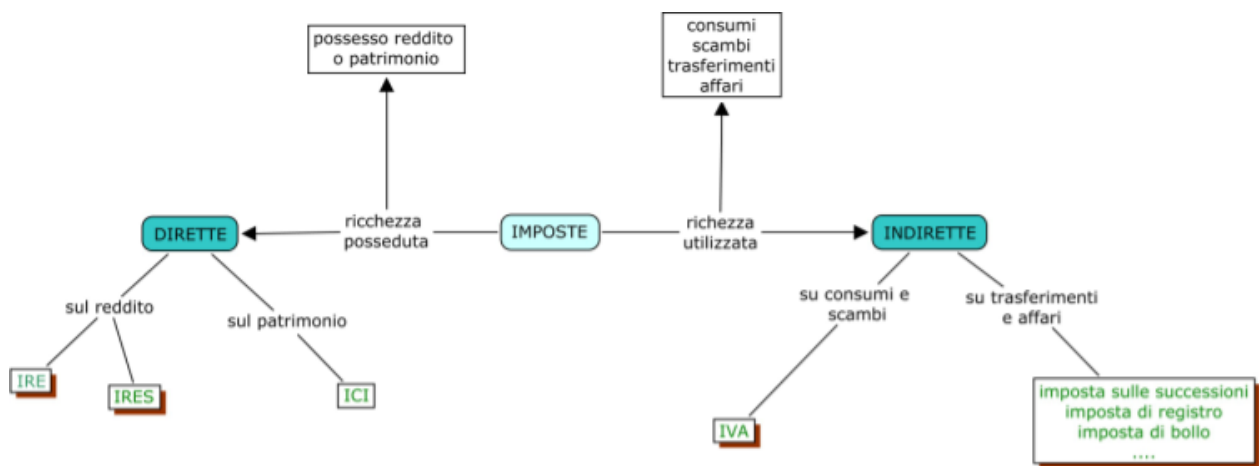 possesso reddito
o patrimonio
consumi
scambi
trasferimenti
affari
DIRETTE
ricchezza
posseduta
IMPOSTE
richezza
utilizzata
INDIRETTE
sul reddito
sul patrimonio
su consumi e
scambi
su trasferimenti
e affari
IRE
IRES
ICI
IVA
imposta sulle successioni
imposta di registro
imposta di bollo
....